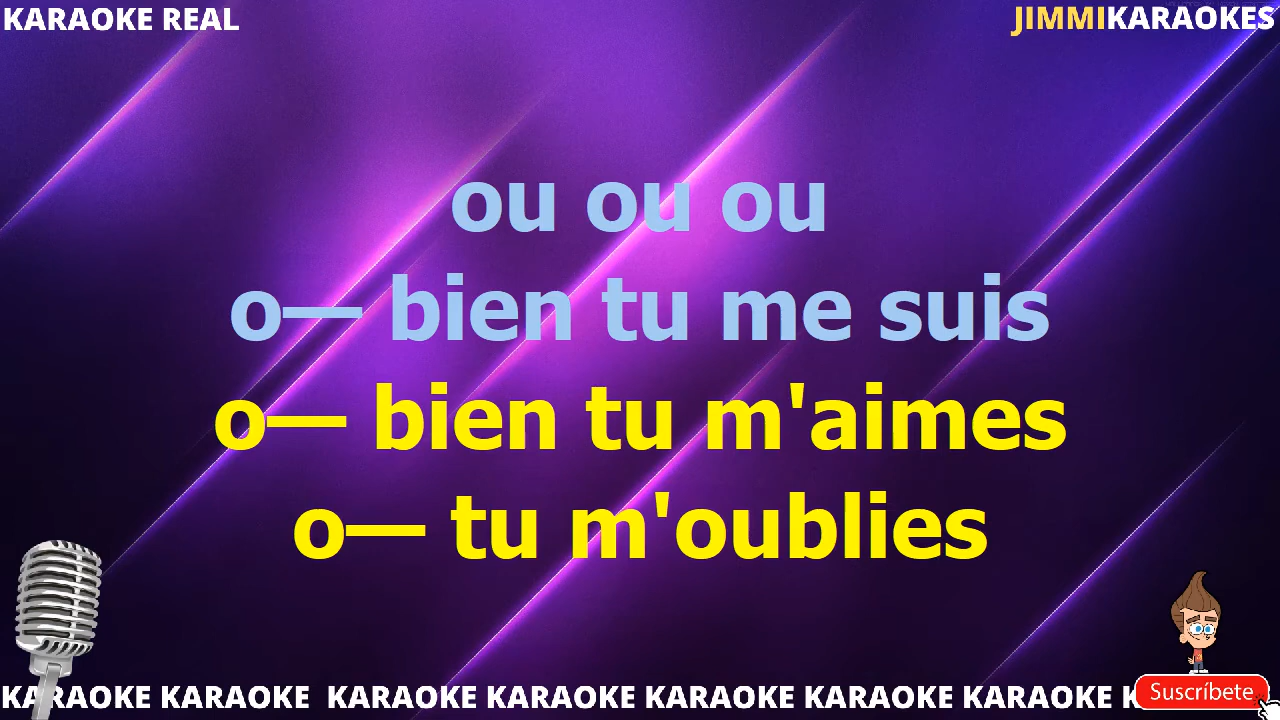 KARAOKE REAL
JIMMIKARAOKES
ou ou ou
o— bien tu me suis
o— bien tu m'aimes
o— tu m'oublies
KARAOKE KARAOKE KARAOKE KARAOKE KARAOKE KARAOKE KARAOKE K
Suscríbete